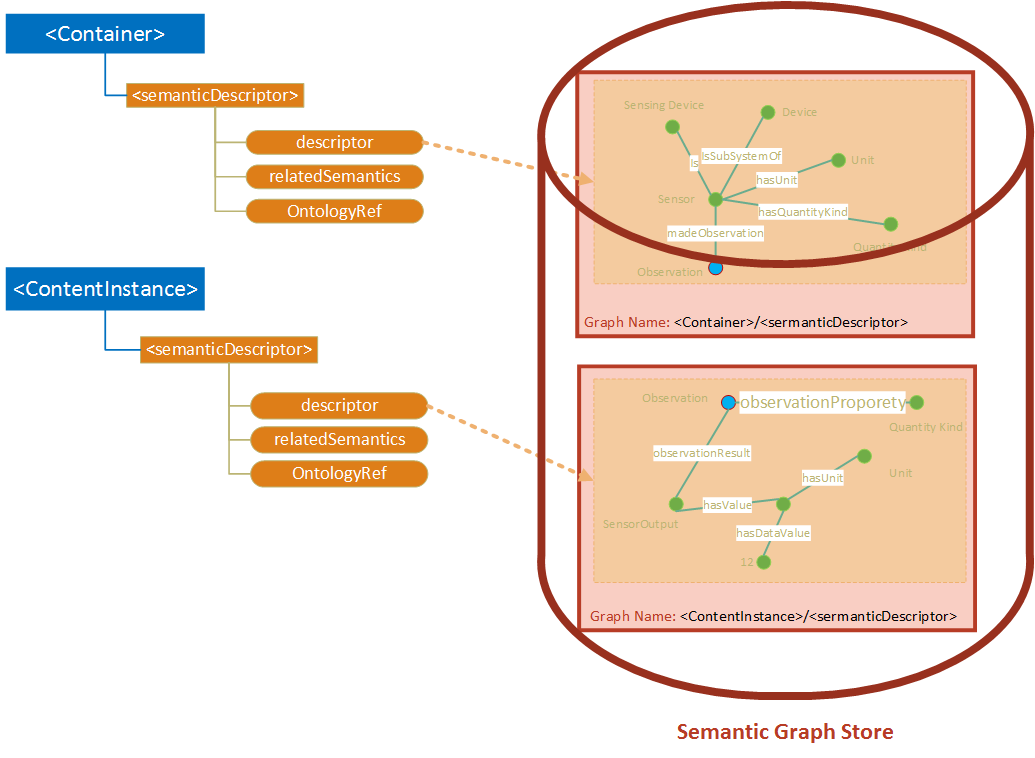 <Container>
<semanticDescriptor>
descriptor
relatedSemantics
OntologyRef
<ContentInstance>
<semanticDescriptor>
descriptor
relatedSemantics
OntologyRef
Sensing Device
Device
Is
IsSubSystemOf
Unit
hasUnit
Sensor
hasQuantityKind
madeObservation
Quantity Kind
Observation
Graph Name: <Container>/<sermanticDescriptor>
Observation
observationProporety
Quantity Kind
observationResult
hasUnit
Unit
hasValue
SensorOutput
hasDataValue
12
Graph Name: <ContentInstance>/<sermanticDescriptor>
Semantic Graph Store